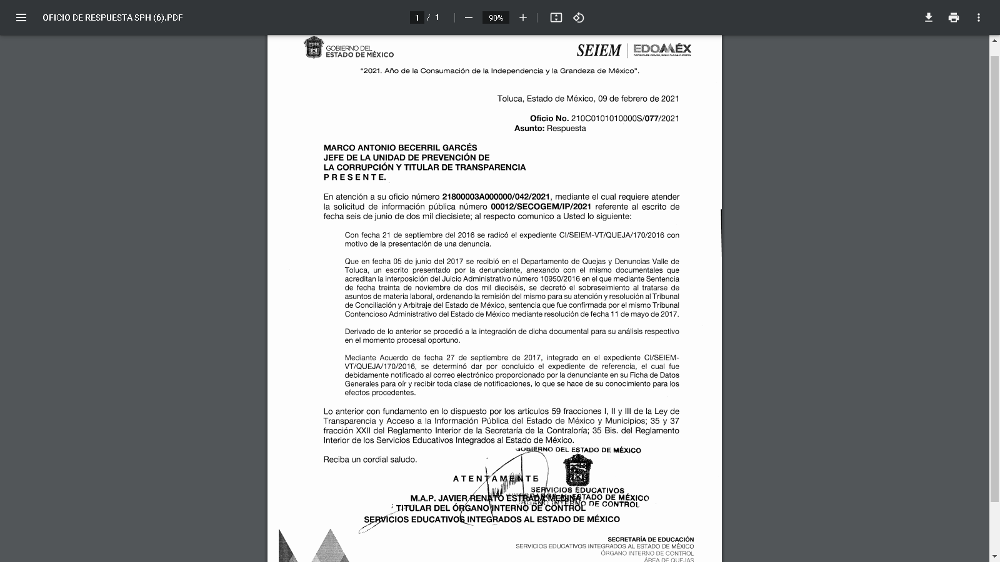 OFICIO DE RESPUESTA SPH (6).PDF
1 / 1
90%
GOBIERNO DEL
ESTADO DE MÉXICO
SEIEM
EDOMÉX
DECISIONES FIRMES, RESULTADOS FUERTES.
"2021. Año de la Consumación de la Independencia y la Grandeza de México".
Toluca, Estado de México, 09 de febrero de 2021
Oficio No. 210C0101010000S/077/2021
Asunto: Respuesta
MARCO ANTONIO BECERRIL GARCÉS
JEFE DE LA UNIDAD DE PREVENCIÓN DE
LA CORRUPCIÓN Y TITULAR DE TRANSPARENCIA
P R E S E N T E.
En atención a su oficio número 21800003A000000/042/2021, mediante el cual requiere atender
la solicitud de información pública número 00012/SECOGEM/IP/2021 referente al escrito de
fecha seis de junio de dos mil diecisiete; al respecto comunico a Usted lo siguiente:
Con fecha 21 de septiembre del 2016 se radicó el expediente CI/SEIEM-VT/QUEJA/170/2016 con
motivo de la presentación de una denuncia.
Que en fecha 05 de junio del 2017 se recibió en el Departamento de Quejas y Denuncias Valle de
Toluca, un escrito presentado por la denunciante, anexando con el mismo documentales que
acreditan la interposición del Juicio Administrativo número 10950/2016 en el que mediante Sentencia
de fecha treinta de noviembre de dos mil dieciséis, se decretó el sobreseimiento al tratarse de
asuntos de materia laboral, ordenando la remisión del mismo para su atención y resolución al Tribunal
de Conciliación y Arbitraje del Estado de México, sentencia que fue confirmada por el mismo Tribunal
Contencioso Administrativo del Estado de México mediante resolución de fecha 11 de mayo de 2017.
Derivado de lo anterior se procedió a la integración de dicha documental para su análisis respectivo
en el momento procesal oportuno.
Mediante Acuerdo de fecha 27 de septiembre de 2017, integrado en el expediente CI/SEIEM-
VT/QUEJA/170/2016, se determinó dar por concluido el expediente de referencia, el cual fue
debidamente notificado al correo electrónico proporcionado por la denunciante en su Ficha de Datos
Generales para oír y recibir toda clase de notificaciones, lo que se hace de su conocimiento para los
efectos procedentes.
Lo anterior con fundamento en lo dispuesto por los artículos 59 fracciones I, II y III de la Ley de
Transparencia y Acceso a la Información Pública del Estado de México y Municipios; 35 y 37
fracción XXII del Reglamento Interior de la Secretaría de la Contraloría; 35 Bis. del Reglamento
Interior de los Servicios Educativos Integrados al Estado de México.
GOBIERNO DEL ESTADO DE MÉXICO
Reciba un cordial saludo.
A T E N T A M E N T E
SERVICIOS EDUCATIVOS
INTEGRADOS AL ESTADO DE MÉXICO
ÓRGANO INTERNO DE CONTROL
M.A.P. JAVIER RENATO ESTRADA MEDINA
TITULAR DEL ÓRGANO INTERNO DE CONTROL
SERVICIOS EDUCATIVOS INTEGRADOS AL ESTADO DE MÉXICO
SECRETARÍA DE EDUCACIÓN
SERVICIOS EDUCATIVOS INTEGRADOS AL ESTADO DE MÉXICO
ÓRGANO INTERNO DE CONTROL
ÁREA DE QUEJAS